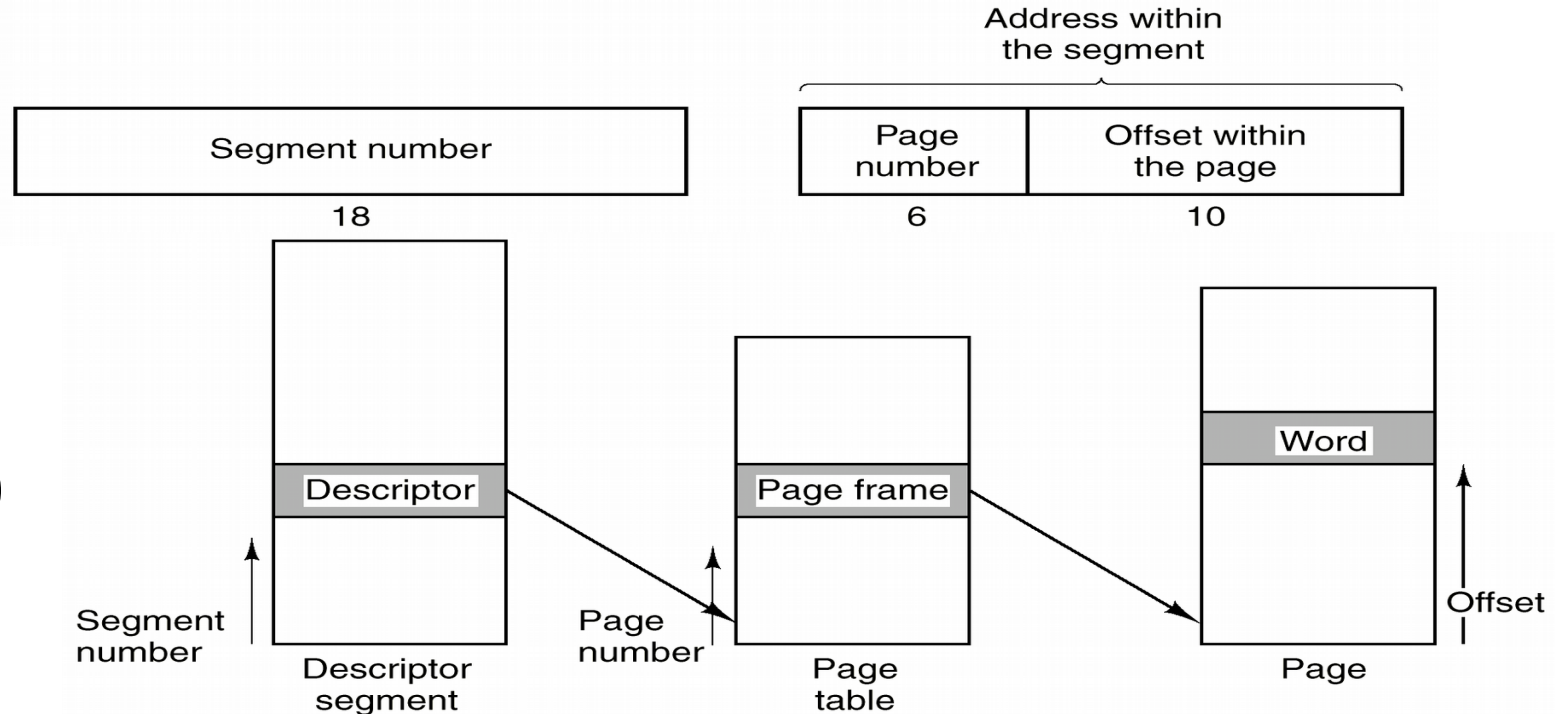 Address within
the segment
Segment number
Page
number
Offset within
the page
18
6
10
Descriptor
Page frame
Word
Segment
number
Page
number
Offset
Descriptor
segment
Page
table
Page